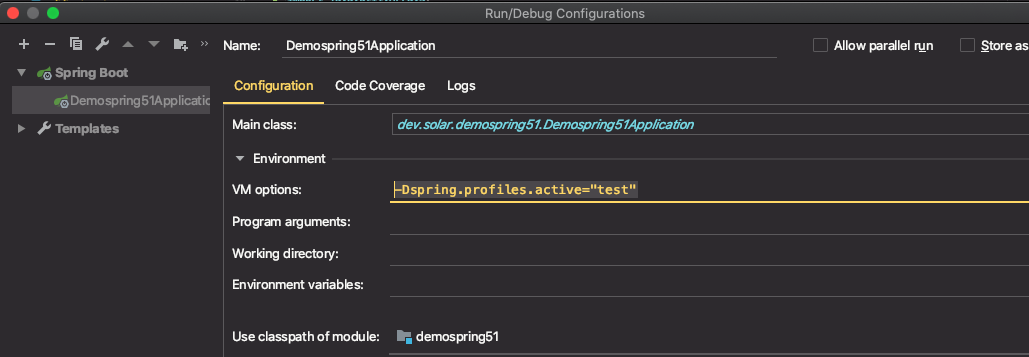 Run/Debug Configurations
Name: Demospring51Application
Allow parallel run
Store as
Spring Boot
Demospring51Applicatio
Templates
Configuration Code Coverage Logs
Main class: dev.solar.demospring51.Demospring51Application
Environment
VM options: -Dspring.profiles.active="test"
Program arguments:
Working directory:
Environment variables:
Use classpath of module: demospring51